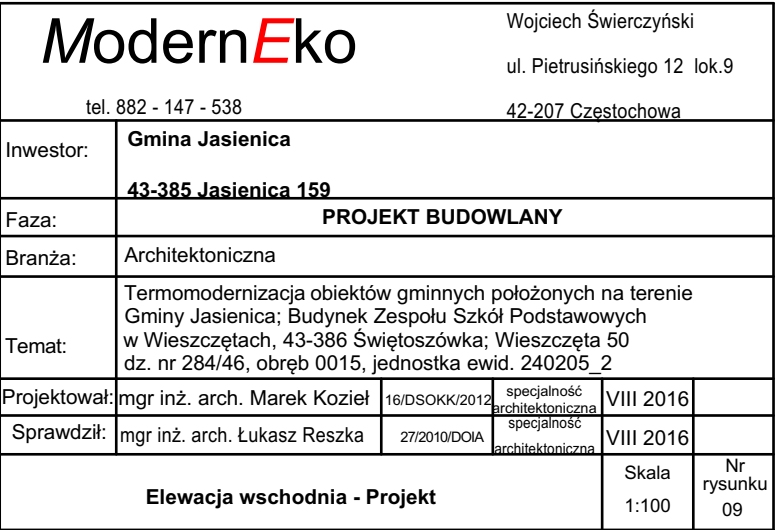 ModernEko
Wojciech Świerczyński
ul. Pietrusińskiego 12 lok.9
tel. 882 - 147 - 538
42-207 Częstochowa
Inwestor:
Gmina Jasienica
43-385 Jasienica 159
Faza:
PROJEKT BUDOWLANY
Branża:
Architektoniczna
Temat:
Termomodernizacja obiektów gminnych położonych na terenie
Gminy Jasienica; Budynek Zespołu Szkół Podstawowych
w Wieszczętach, 43-386 Świętoszówka; Wieszczęta 50
dz. nr 284/46, obręb 0015, jednostka ewid. 240205_2
Projektował: mgr inż. arch. Marek Kozieł 16/DSOKK/2012 specjalność architektoniczna VIII 2016
Sprawdził: mgr inż. arch. Łukasz Reszka 27/2010/DOIA specjalność architektoniczna VIII 2016
Elewacja wschodnia - Projekt
Skala
1:100
Nr
rysunku
09